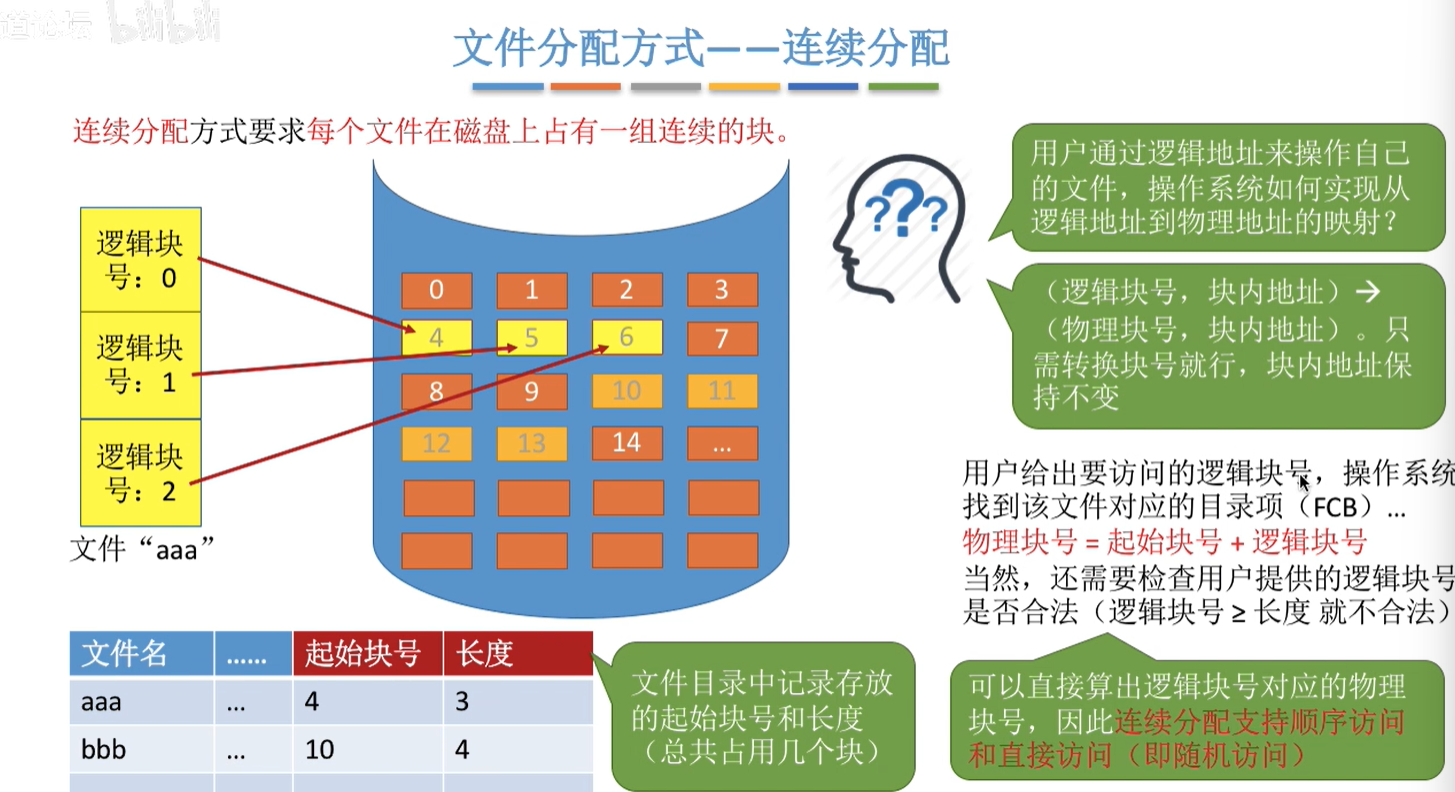 道论坛 bilibili
文件分配方式——连续分配
连续分配方式要求每个文件在磁盘上占有一组连续的块。
逻辑块
号：0
逻辑块
号：1
逻辑块
号：2
文件“aaa”
0 1 2 3
4 5 6 7
8 9 10 11
12 13 14 ...
???
用户通过逻辑地址来操作自己
的文件，操作系统如何实现从
逻辑地址到物理地址的映射？
（逻辑块号，块内地址）→
（物理块号，块内地址）。只
需转换块号就行，块内地址保
持不变
用户给出要访问的逻辑块号，操作系统
找到该文件对应的目录项（FCB）...
物理块号 = 起始块号 + 逻辑块号
当然，还需要检查用户提供的逻辑块号
是否合法（逻辑块号 ≥ 长度 就不合法）
可以直接算出逻辑块号对应的物理
块号，因此连续分配支持顺序访问
和直接访问（即随机访问）
文件名 …… 起始块号 长度
aaa ... 4 3
bbb ... 10 4
文件目录中记录存放
的起始块号和长度
（总共占用几个块）